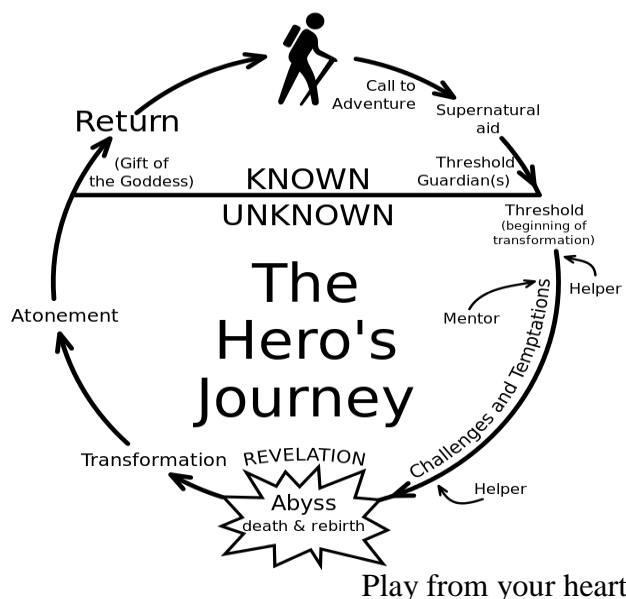 Call to
Adventure
Supernatural
aid
Return
(Gift of
the Goddess)
Threshold
Guardian(s)
KNOWN
UNKNOWN
Threshold
(beginning of
transformation)
Helper
Mentor
Challenges and Temptations
The
Hero's
Journey
Atonement
Transformation
REVELATION
Abyss
death & rebirth
Helper
Play from your heart